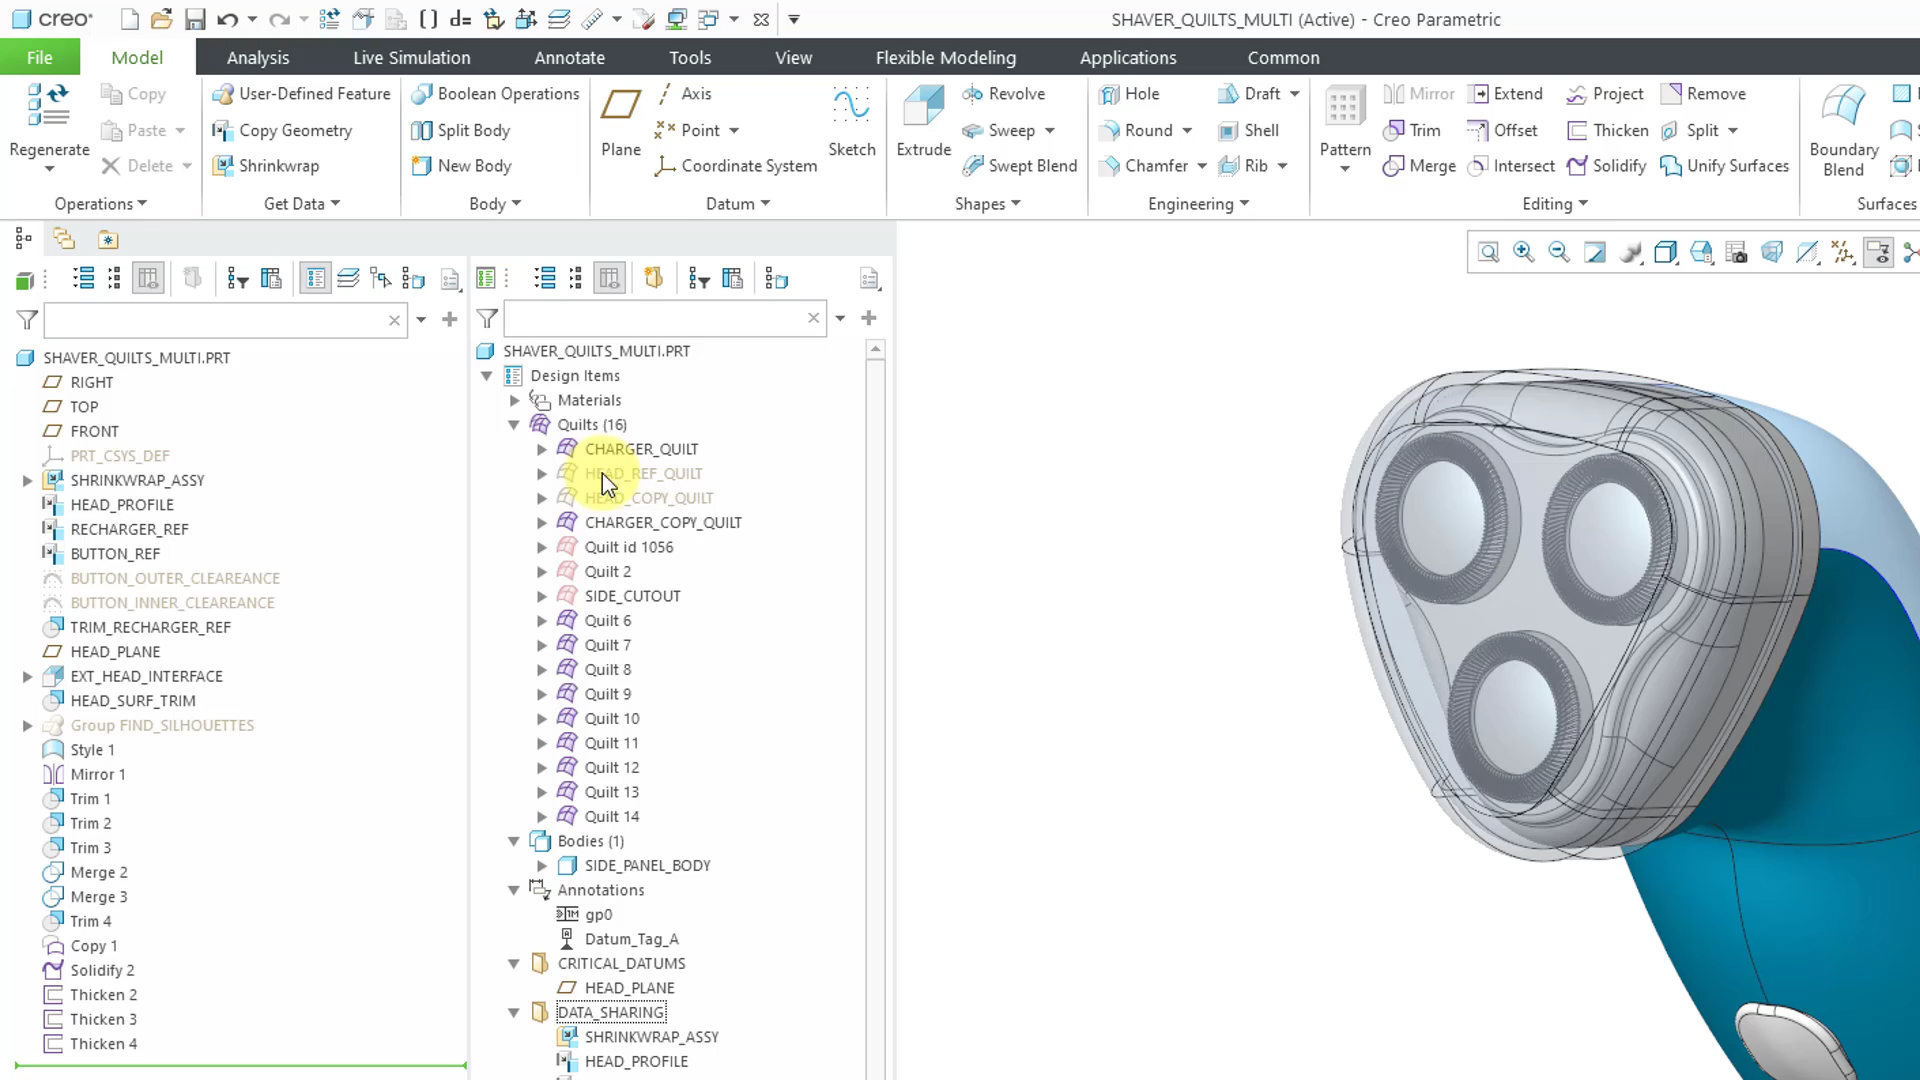 creo
d=
SHAVER_QUILTS_MULTI (Active) - Creo Parametric
File
Model
Analysis
Live Simulation
Annotate
Tools
View
Flexible Modeling
Applications
Common
Regenerate
Copy
Paste
Delete
Operations
User-Defined Feature
Copy Geometry
Shrinkwrap
Get Data
Boolean Operations
Split Body
New Body
Body
Plane
Axis
Point
Coordinate System
Sketch
Datum
Extrude
Revolve
Sweep
Swept Blend
Shapes
Hole
Round
Chamfer
Draft
Shell
Rib
Engineering
Pattern
Mirror
Trim
Merge
Extend
Offset
Intersect
Project
Thicken
Solidify
Remove
Split
Unify Surfaces
Editing
Boundary
Blend
Surfaces
SHAVER_QUILTS_MULTI.PRT
RIGHT
TOP
FRONT
PRT_CSYS_DEF
SHRINKWRAP_ASSY
HEAD_PROFILE
RECHARGER_REF
BUTTON_REF
BUTTON_OUTER_CLEAREANCE
BUTTON_INNER_CLEAREANCE
TRIM_RECHARGER_REF
HEAD_PLANE
EXT_HEAD_INTERFACE
HEAD_SURF_TRIM
Group FIND_SILHOUETTES
Style 1
Mirror 1
Trim 1
Trim 2
Trim 3
Merge 2
Merge 3
Trim 4
Copy 1
Solidify 2
Thicken 2
Thicken 3
Thicken 4
SHAVER_QUILTS_MULTI.PRT
Design Items
Materials
Quilts (16)
CHARGER_QUILT
HEAD_REF_QUILT
HEAD_COPY_QUILT
CHARGER_COPY_QUILT
Quilt id 1056
Quilt 2
SIDE_CUTOUT
Quilt 6
Quilt 7
Quilt 8
Quilt 9
Quilt 10
Quilt 11
Quilt 12
Quilt 13
Quilt 14
Bodies (1)
SIDE_PANEL_BODY
Annotations
gp0
Datum_Tag_A
CRITICAL_DATUMS
HEAD_PLANE
DATA_SHARING
SHRINKWRAP_ASSY
HEAD_PROFILE